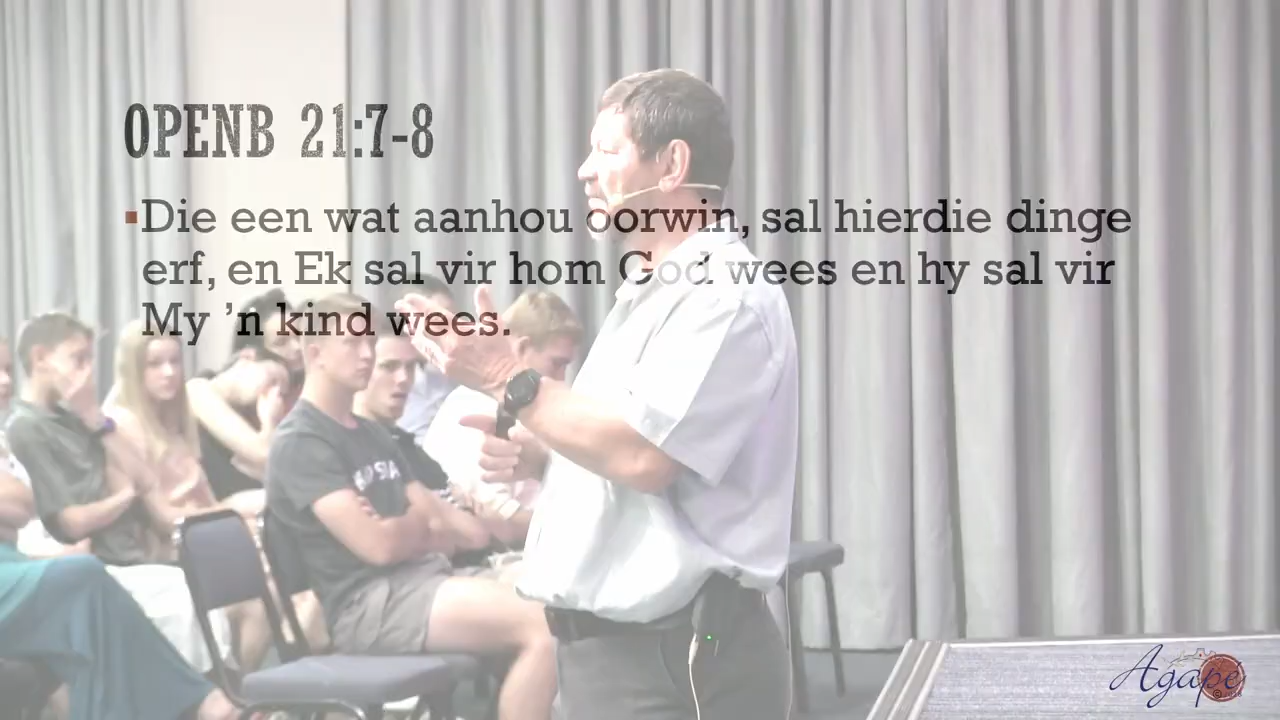 OPENB 21:7-8
▪Die een wat aanhou oorwin, sal hierdie dinge
erf, en Ek sal vir hom God wees en hy sal vir
My ’n kind wees.
Agape